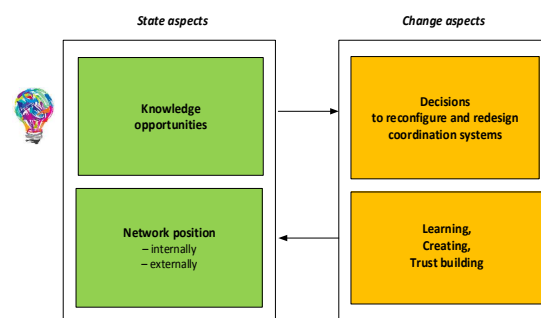 State aspects
Change aspects
Knowledge
opportunities
Decisions
to reconfigure and redesign
coordination systems
Network position
– internally
– externally
Learning,
Creating,
Trust building